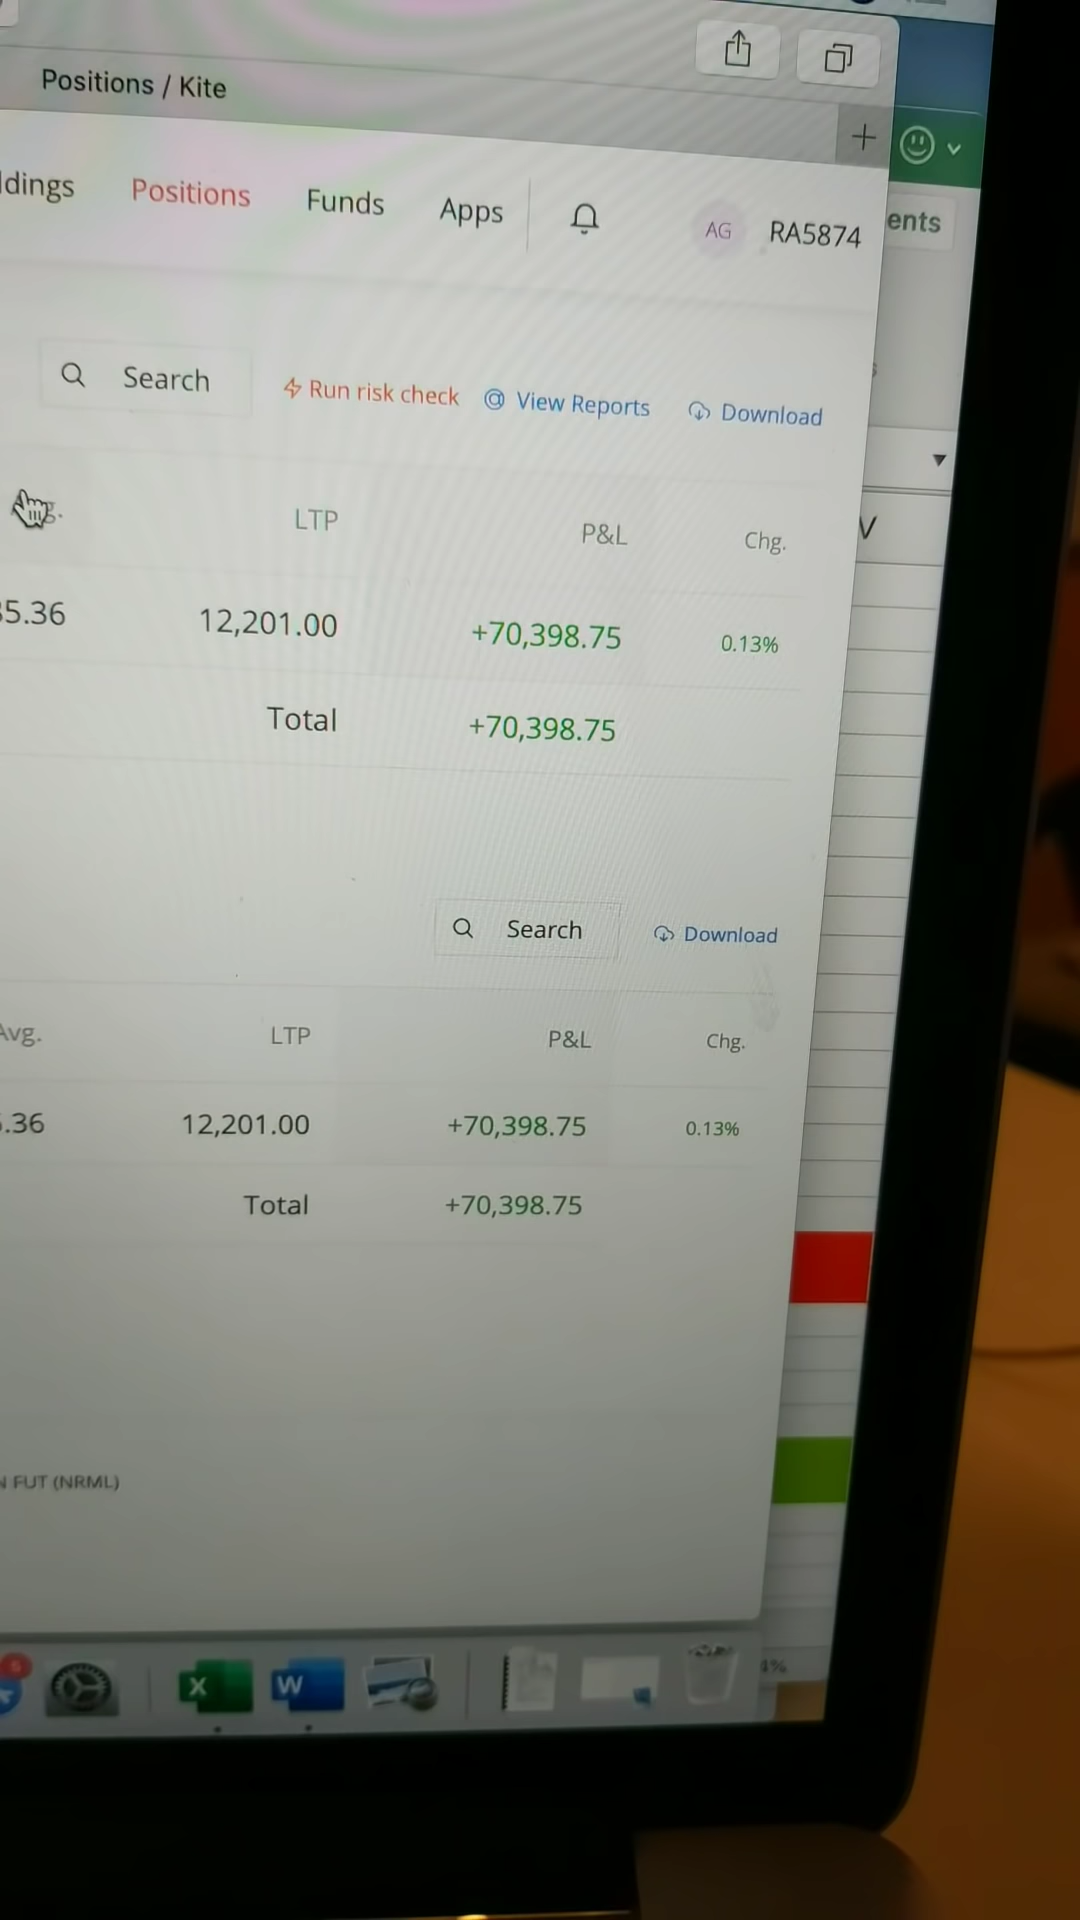 Positions / Kite
ldings Positions Funds Apps AG RA5874
ents
Search Run risk check View Reports Download
LTP P&L Chg.
V
5.36 12,201.00 +70,398.75 0.13%
Total +70,398.75
Search Download
Avg. LTP P&L Chg.
.36 12,201.00 +70,398.75 0.13%
Total +70,398.75
N FUT (NRML)
X W